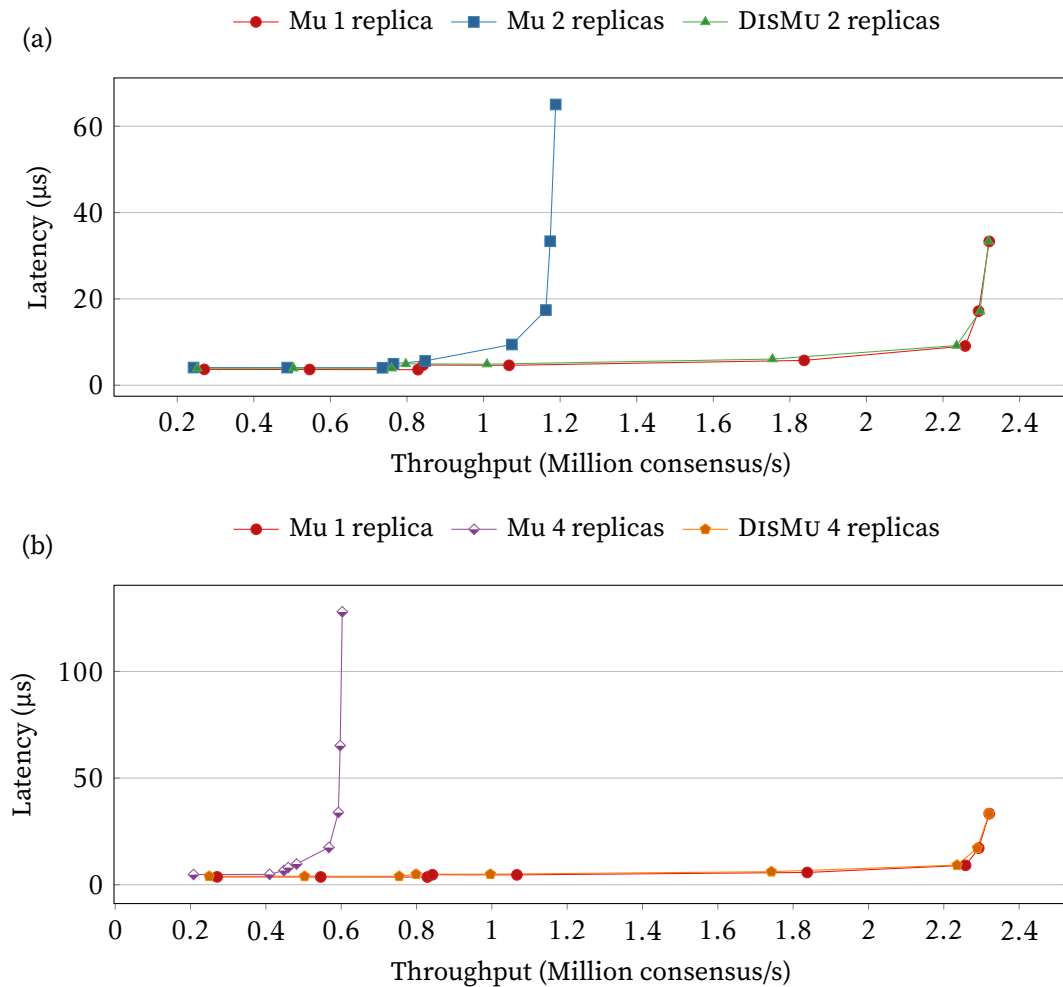 (a)
Mu 1 replica Mu 2 replicas DISMU 2 replicas
60
40
20
0
Latency (µs)
0.2 0.4 0.6 0.8 1 1.2 1.4 1.6 1.8 2 2.2 2.4
Throughput (Million consensus/s)
(b)
Mu 1 replica Mu 4 replicas DISMU 4 replicas
100
50
0
Latency (µs)
0 0.2 0.4 0.6 0.8 1 1.2 1.4 1.6 1.8 2 2.2 2.4
Throughput (Million consensus/s)